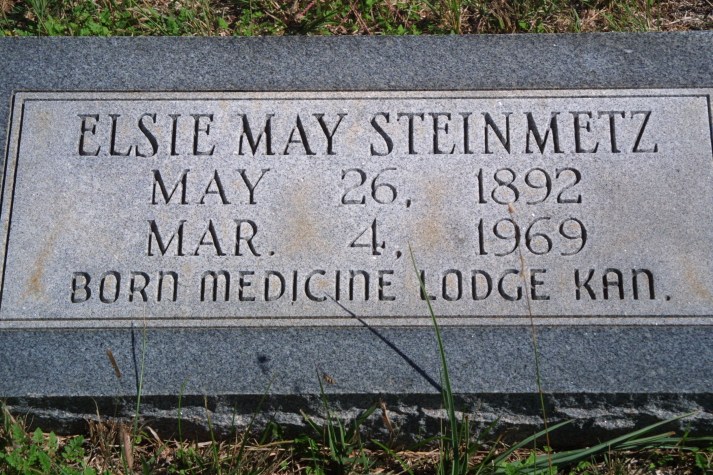 ELSIE MAY STEINMETZ
MAY 26, 1892
MAR. 4, 1969
BORN MEDICINE LODGE KAN.